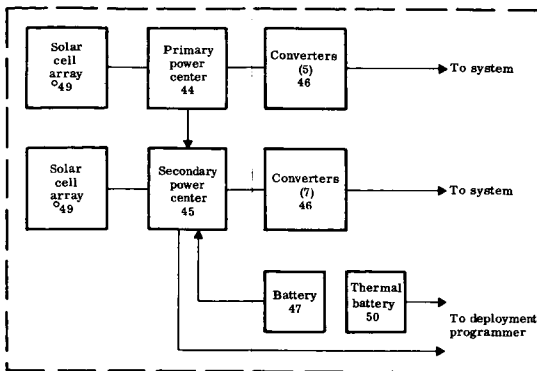 Solar
cell
array
°49
Primary
power
center
44
Converters
(5)
46
To system
Solar
cell
array
°49
Secondary
power
center
45
Converters
(7)
46
To system
Battery
47
Thermal
battery
50
To deployment
programmer